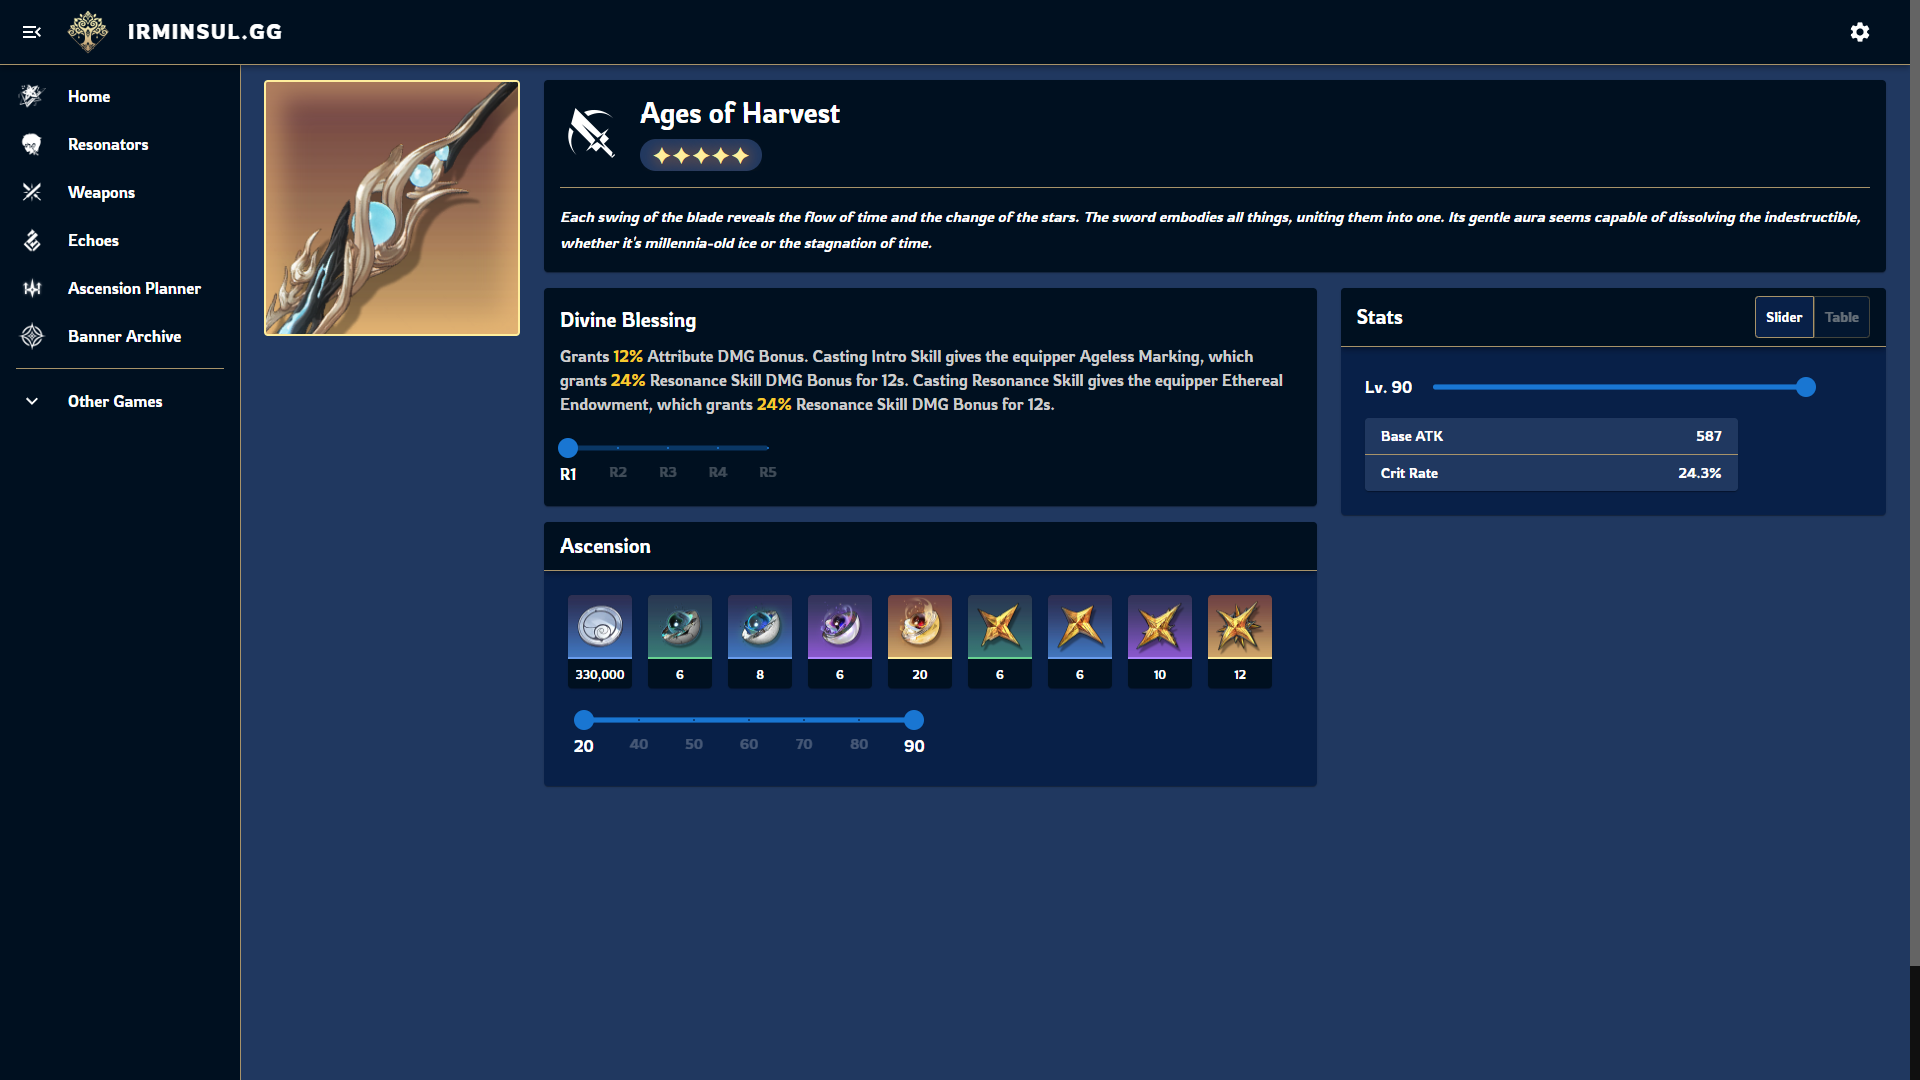 IRMINSUL.GG
Home
Resonators
Weapons
Echoes
Ascension Planner
Banner Archive
Other Games
Ages of Harvest
Each swing of the blade reveals the flow of time and the change of the stars. The sword embodies all things, uniting them into one. Its gentle aura seems capable of dissolving the indestructible,
whether it's millennia-old ice or the stagnation of time.
Divine Blessing
Grants 12% Attribute DMG Bonus. Casting Intro Skill gives the equipper Ageless Marking, which
grants 24% Resonance Skill DMG Bonus for 12s. Casting Resonance Skill gives the equipper Ethereal
Endowment, which grants 24% Resonance Skill DMG Bonus for 12s.
R1 R2 R3 R4 R5
Stats
Slider Table
Lv. 90
Base ATK 587
Crit Rate 24.3%
Ascension
330,000 6 8 6 20 6 6 10 12
20 40 50 60 70 80 90